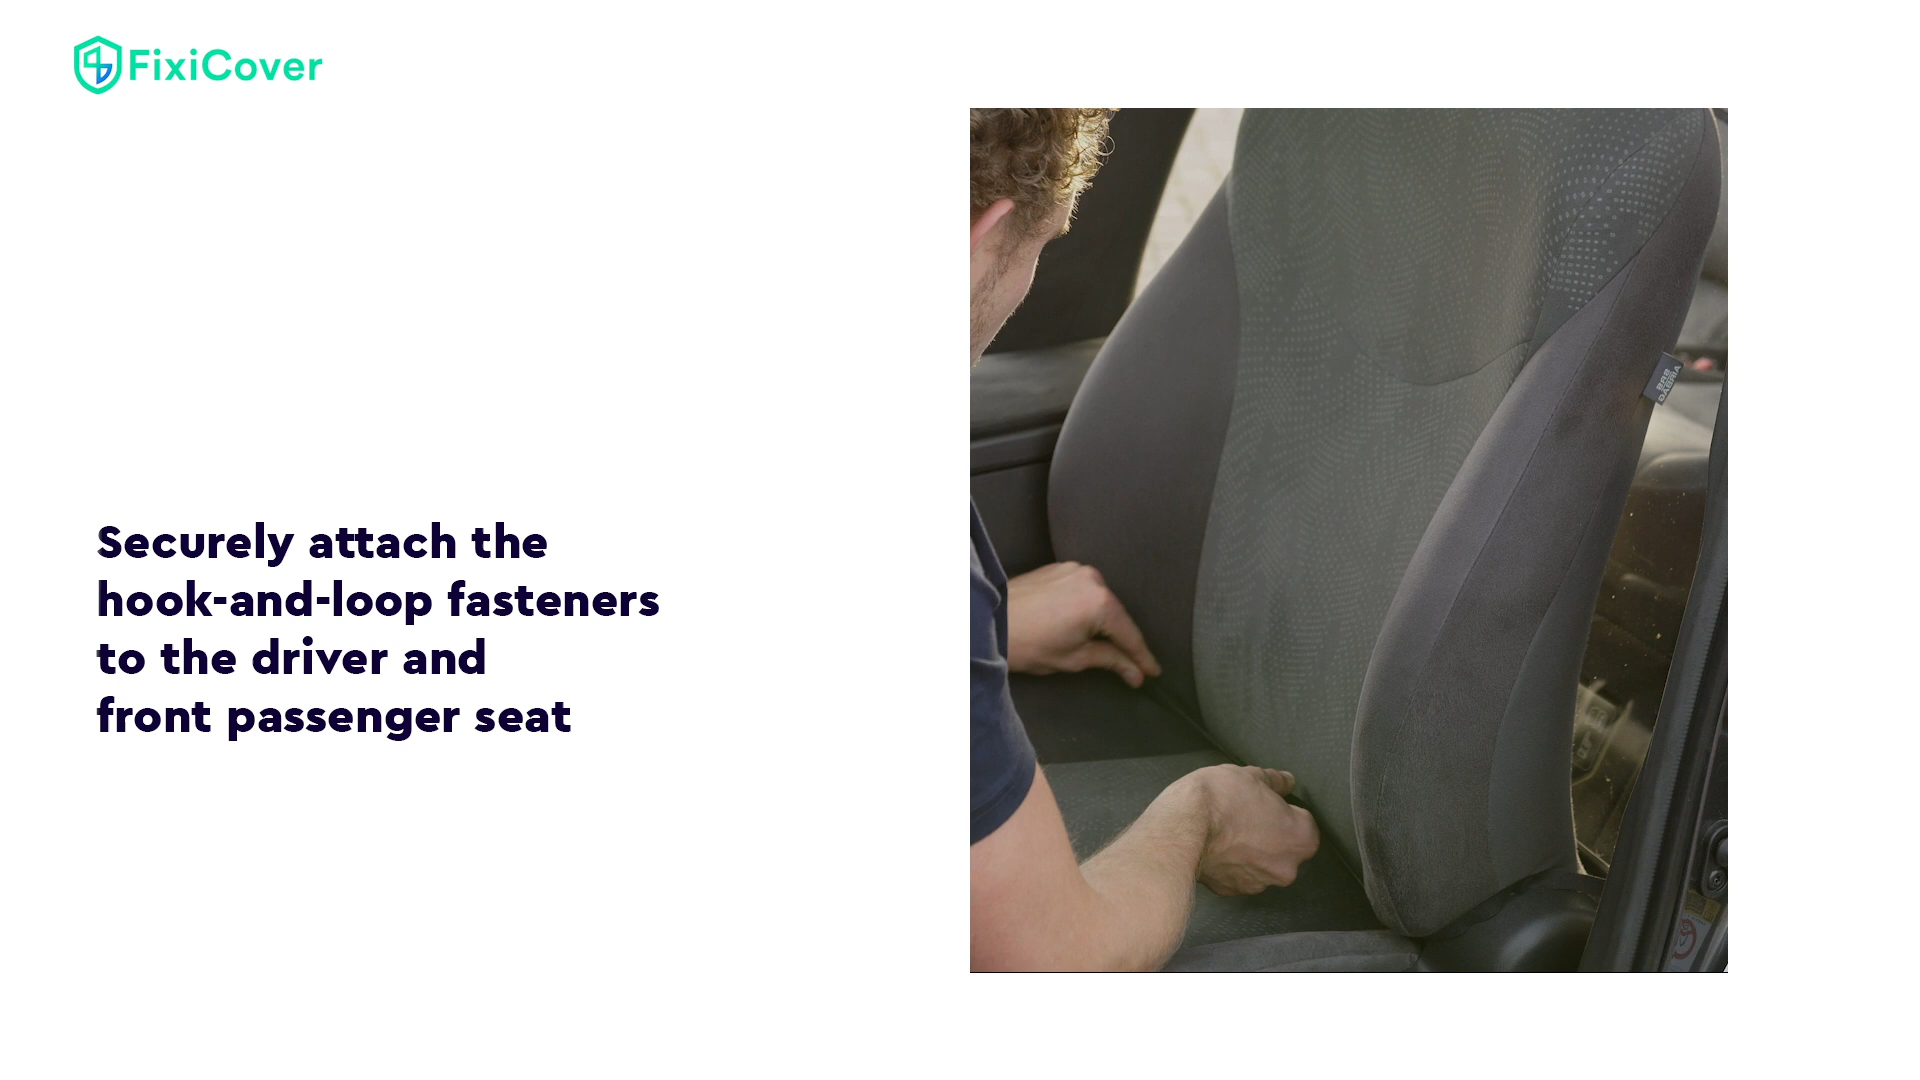 FixiCover
Securely attach the
hook-and-loop fasteners
to the driver and
front passenger seat